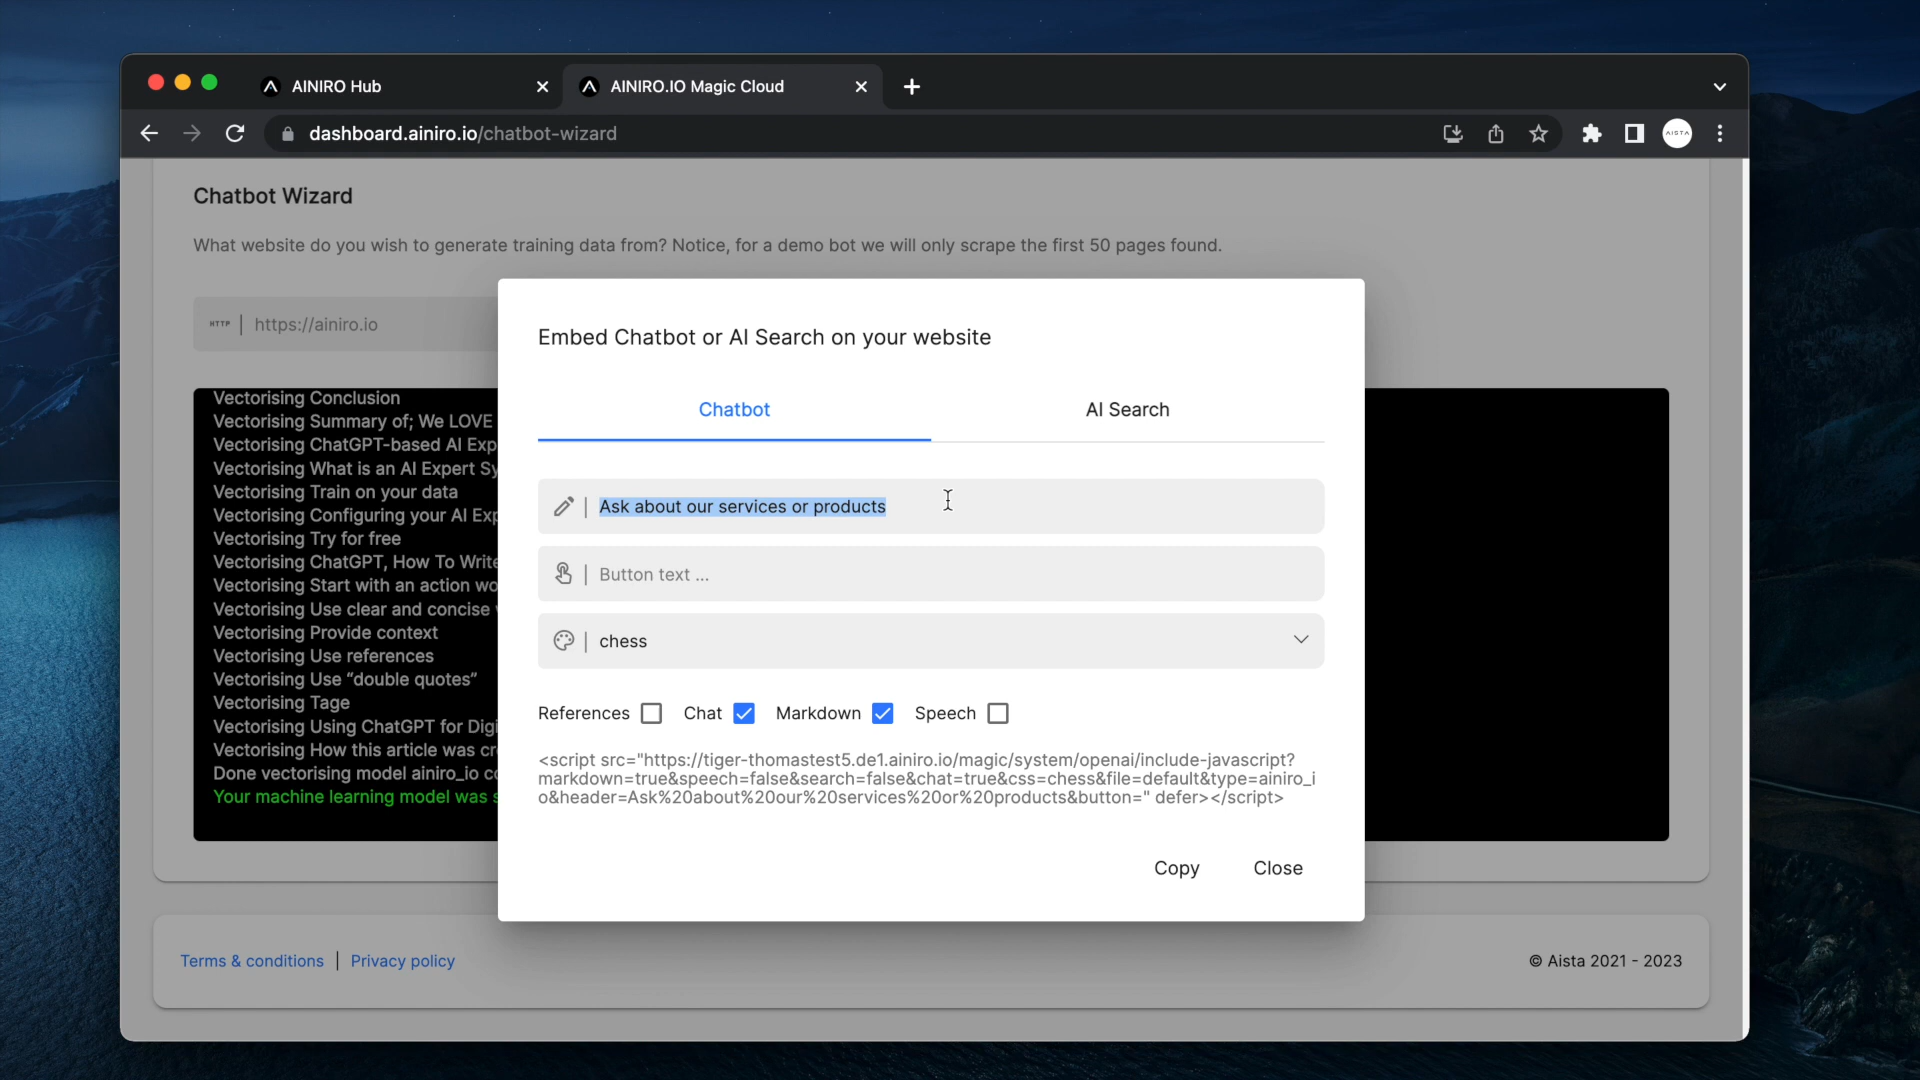 AINIRO Hub
AINIRO.IO Magic Cloud
dashboard.ainiro.io/chatbot-wizard
AISTA
Chatbot Wizard
What website do you wish to generate training data from? Notice, for a demo bot we will only scrape the first 50 pages found.
HTTP
https://ainiro.io
Vectorising Conclusion
Vectorising Summary of; We LOVE
Vectorising ChatGPT-based AI Exp
Vectorising What is an AI Expert Sy
Vectorising Train on your data
Vectorising Configuring your AI Exp
Vectorising Try for free
Vectorising ChatGPT, How To Write
Vectorising Start with an action wo
Vectorising Use clear and concise
Vectorising Provide context
Vectorising Use references
Vectorising Use “double quotes”
Vectorising Tage
Vectorising Using ChatGPT for Digi
Vectorising How this article was cr
Done vectorising model ainiro_io co
Your machine learning model was s
Embed Chatbot or AI Search on your website
Chatbot
AI Search
Ask about our services or products
Button text ...
chess
References
Chat
Markdown
Speech
<script src="https://tiger-thomastest5.de1.ainiro.io/magic/system/openai/include-javascript?
markdown=true&speech=false&search=false&chat=true&css=chess&file=default&type=ainiro_i
o&header=Ask%20about%20our%20services%20or%20products&button=" defer></script>
Copy
Close
Terms & conditions | Privacy policy
© Aista 2021 - 2023